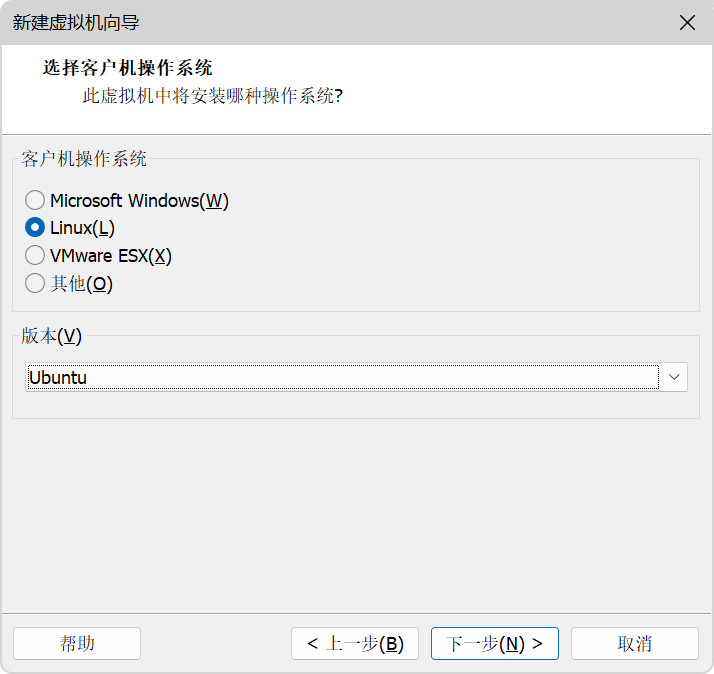 新建虚拟机向导
选择客户机操作系统
此虚拟机中将安装哪种操作系统?
客户机操作系统
Microsoft Windows(W)
Linux(L)
VMware ESX(X)
其他(O)
版本(V)
Ubuntu
帮助
< 上一步(B)
下一步(N) >
取消